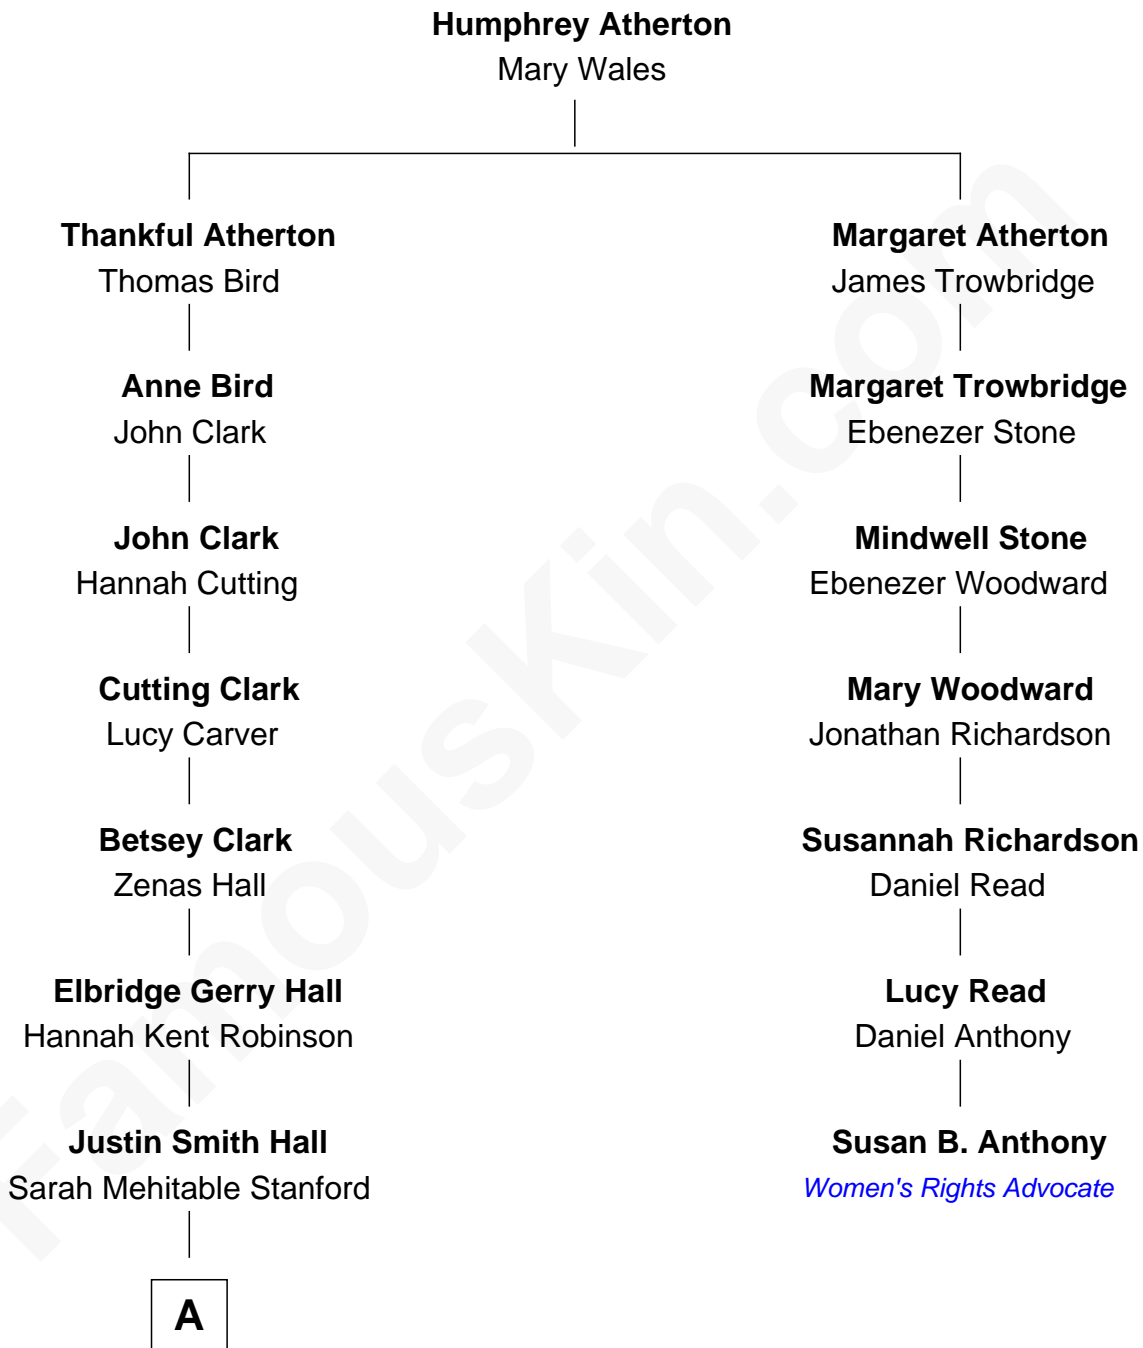 Humphrey Atherton
Mary Wales
Thankful Atherton
Thomas Bird
Margaret Atherton
James Trowbridge
Anne Bird
John Clark
Margaret Trowbridge
Ebenezer Stone
John Clark
Hannah Cutting
Mindwell Stone
Ebenezer Woodward
Cutting Clark
Lucy Carver
Mary Woodward
Jonathan Richardson
Betsey Clark
Zenas Hall
Susannah Richardson
Daniel Read
Elbridge Gerry Hall
Hannah Kent Robinson
Lucy Read
Daniel Anthony
Justin Smith Hall
Sarah Mehitable Stanford
Susan B. Anthony
Women's Rights Advocate
A
FamousKin.com